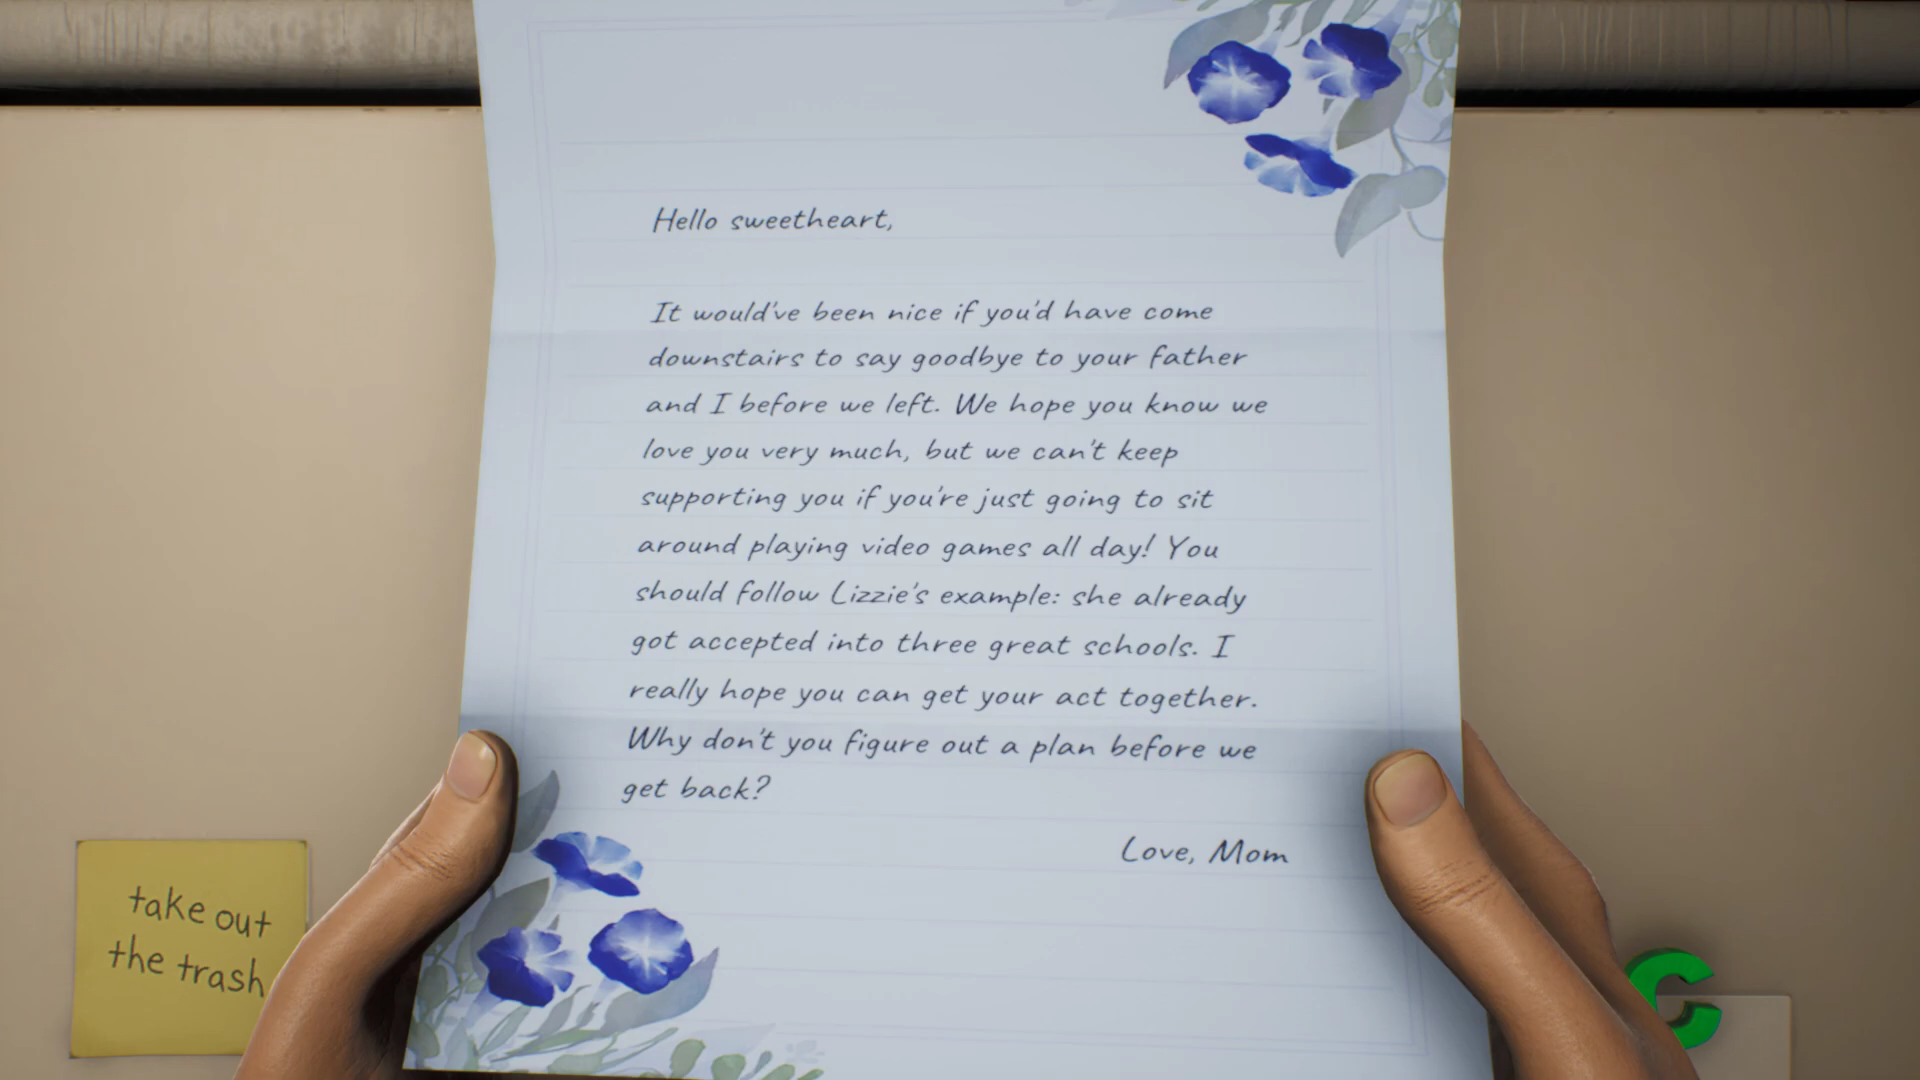 Hello sweetheart,
It would've been nice if you'd have come
downstairs to say goodbye to your father
and I before we left. We hope you know we
love you very much, but we can't keep
supporting you if you're just going to sit
around playing video games all day! You
should follow Lizzie's example: she already
got accepted into three great schools. I
really hope you can get your act together.
Why don't you figure out a plan before we
get back?
Love, Mom
take out
the trash
C